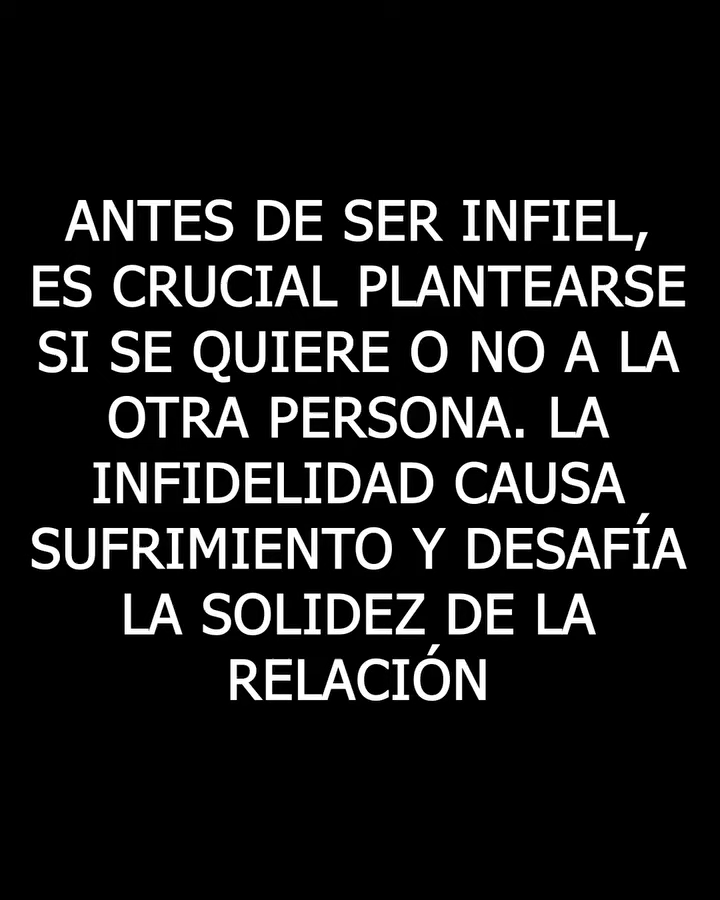 ANTES DE SER INFIEL,
ES CRUCIAL PLANTEARSE
SI SE QUIERE O NO A LA
OTRA PERSONA. LA
INFIDELIDAD CAUSA
SUFRIMIENTO Y DESAFÍA
LA SOLIDEZ DE LA
RELACIÓN